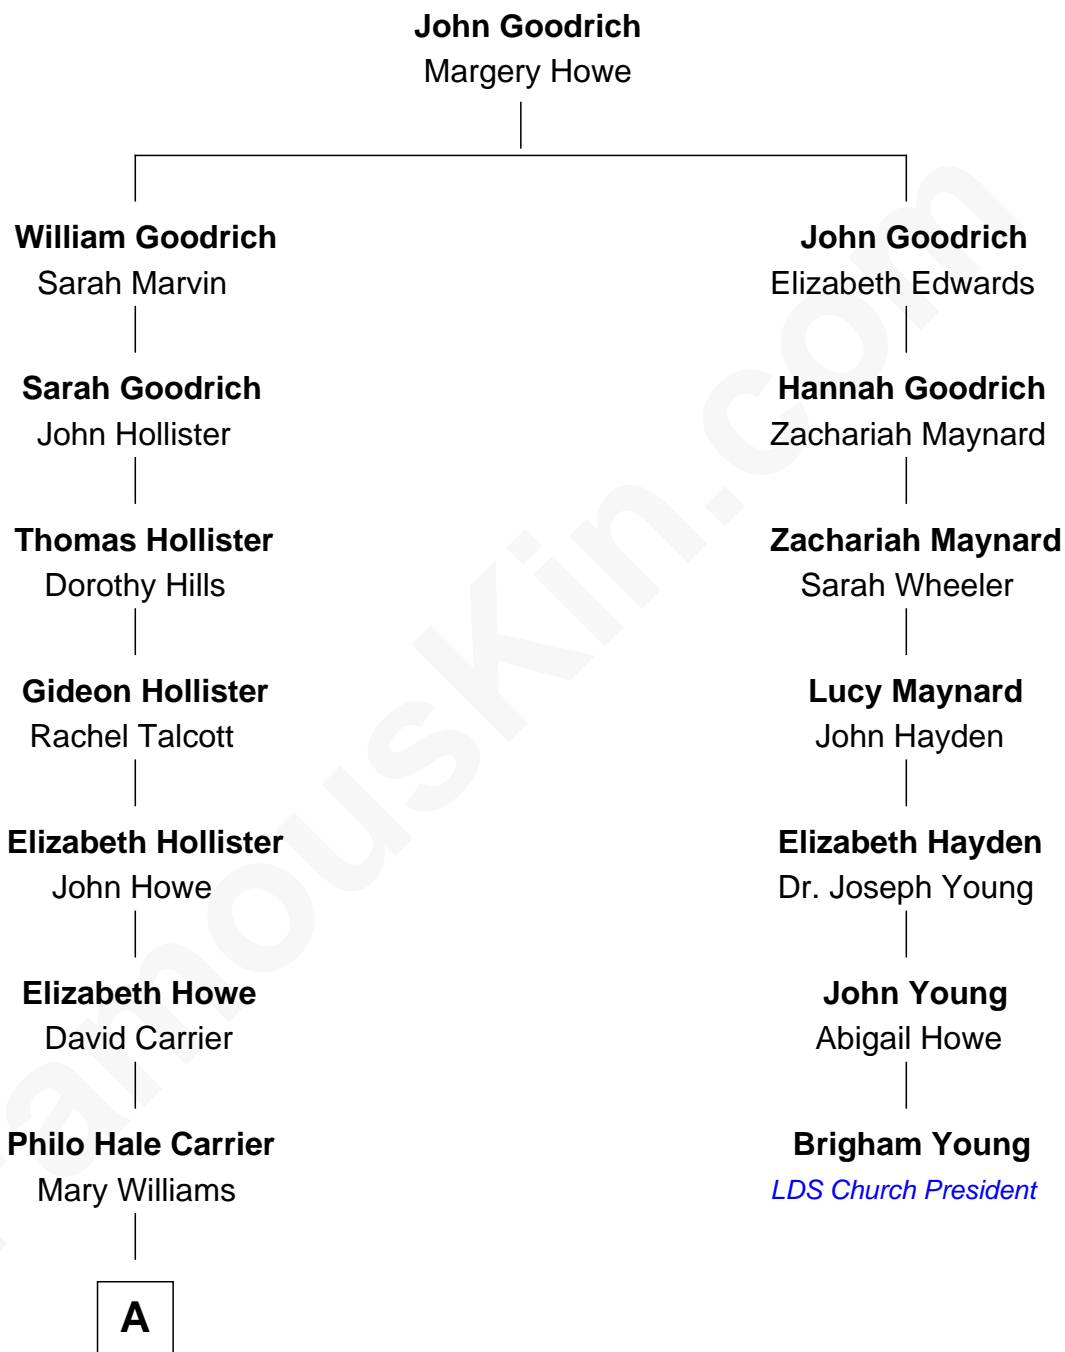 John Goodrich
Margery Howe
William Goodrich
Sarah Marvin
John Goodrich
Elizabeth Edwards
Sarah Goodrich
John Hollister
Hannah Goodrich
Zachariah Maynard
Thomas Hollister
Dorothy Hills
Zachariah Maynard
Sarah Wheeler
Gideon Hollister
Rachel Talcott
Lucy Maynard
John Hayden
Elizabeth Hollister
John Howe
Elizabeth Hayden
Dr. Joseph Young
Elizabeth Howe
David Carrier
John Young
Abigail Howe
Philo Hale Carrier
Mary Williams
Brigham Young
LDS Church President
A
FamousKin.com